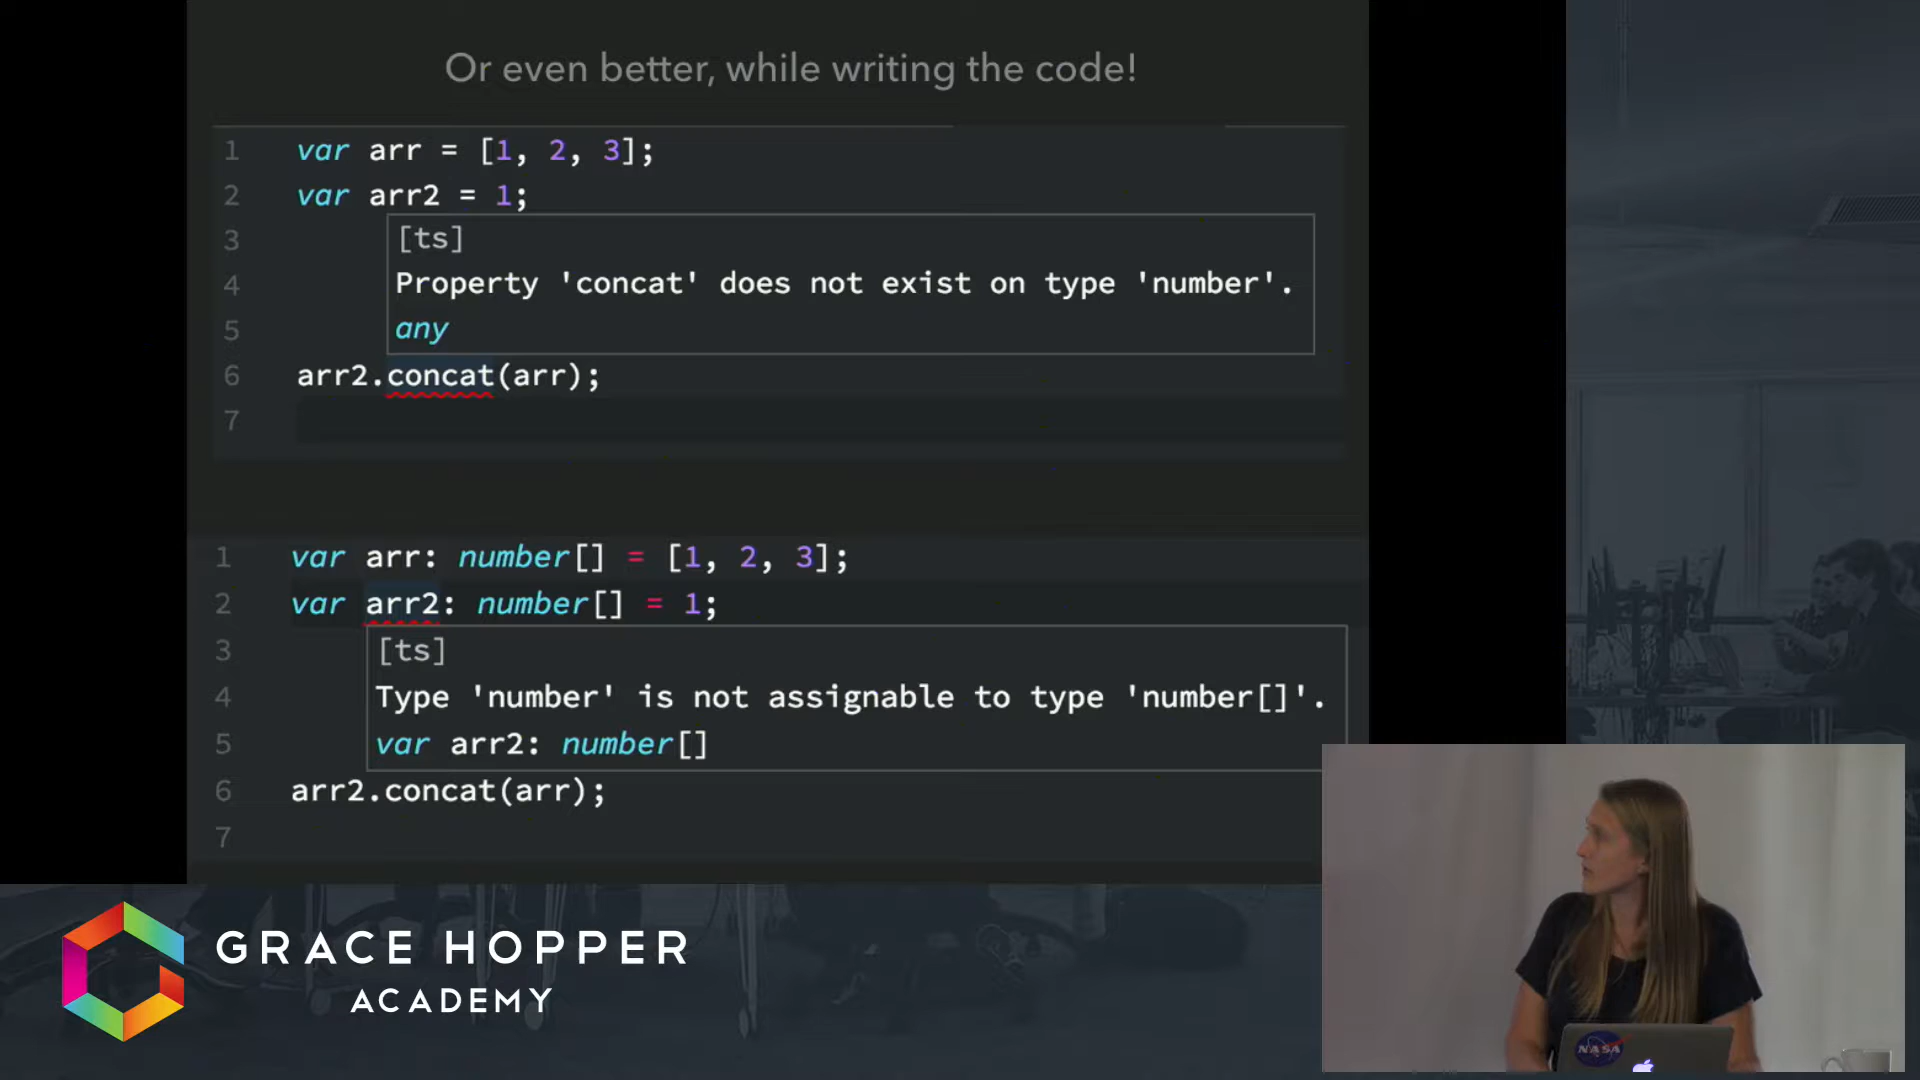 Or even better, while writing the code!
1 var arr = [1, 2, 3];
2 var arr2 = 1;
3 [ts]
4 Property 'concat' does not exist on type 'number'.
5 any
6 arr2.concat(arr);
7
1 var arr: number[] = [1, 2, 3];
2 var arr2: number[] = 1;
3 [ts]
4 Type 'number' is not assignable to type 'number[]'.
5 var arr2: number[]
6 arr2.concat(arr);
7
GRACE HOPPER
ACADEMY
NASA